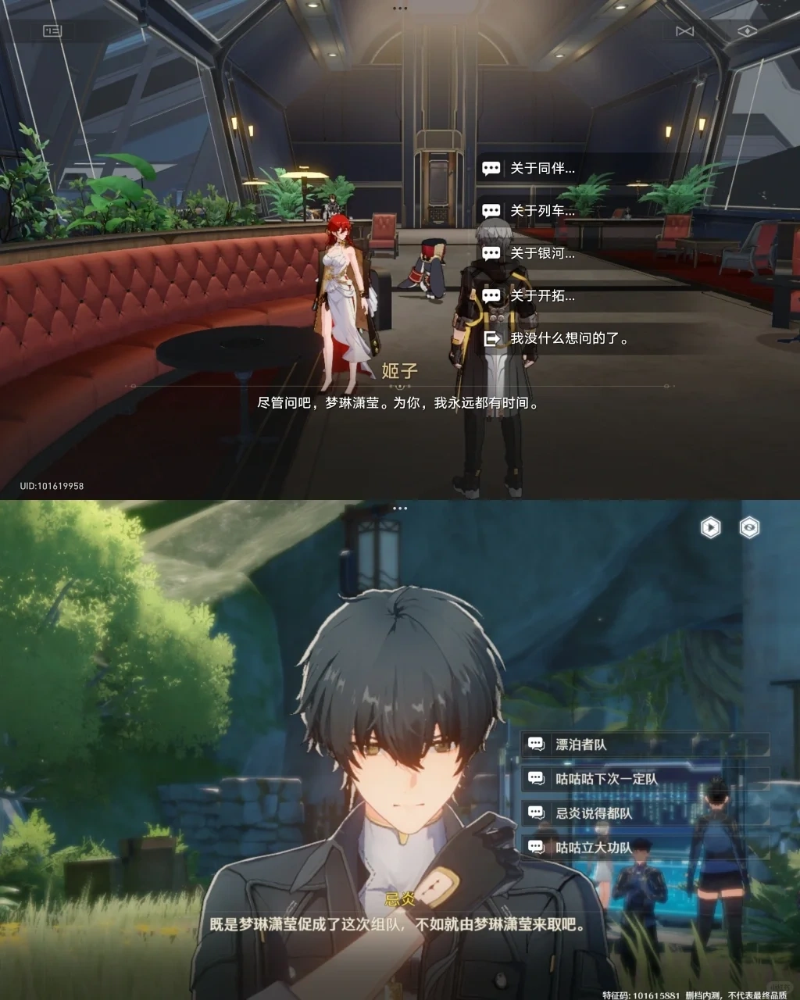 关于同伴...
关于列车...
关于银河...
关于开拓...
我没什么想问的了。
姬子
尽管问吧，梦琳潇莹。为你，我永远都有时间。
UID:101619958
漂泊者队
咕咕咕下次一定队
忌炎说得都队
咕咕立大功队
忌炎
既是梦琳潇莹促成了这次组队，不如就由梦琳潇莹来取吧。
特征码: 101615881 删档内测，不代表最终品质